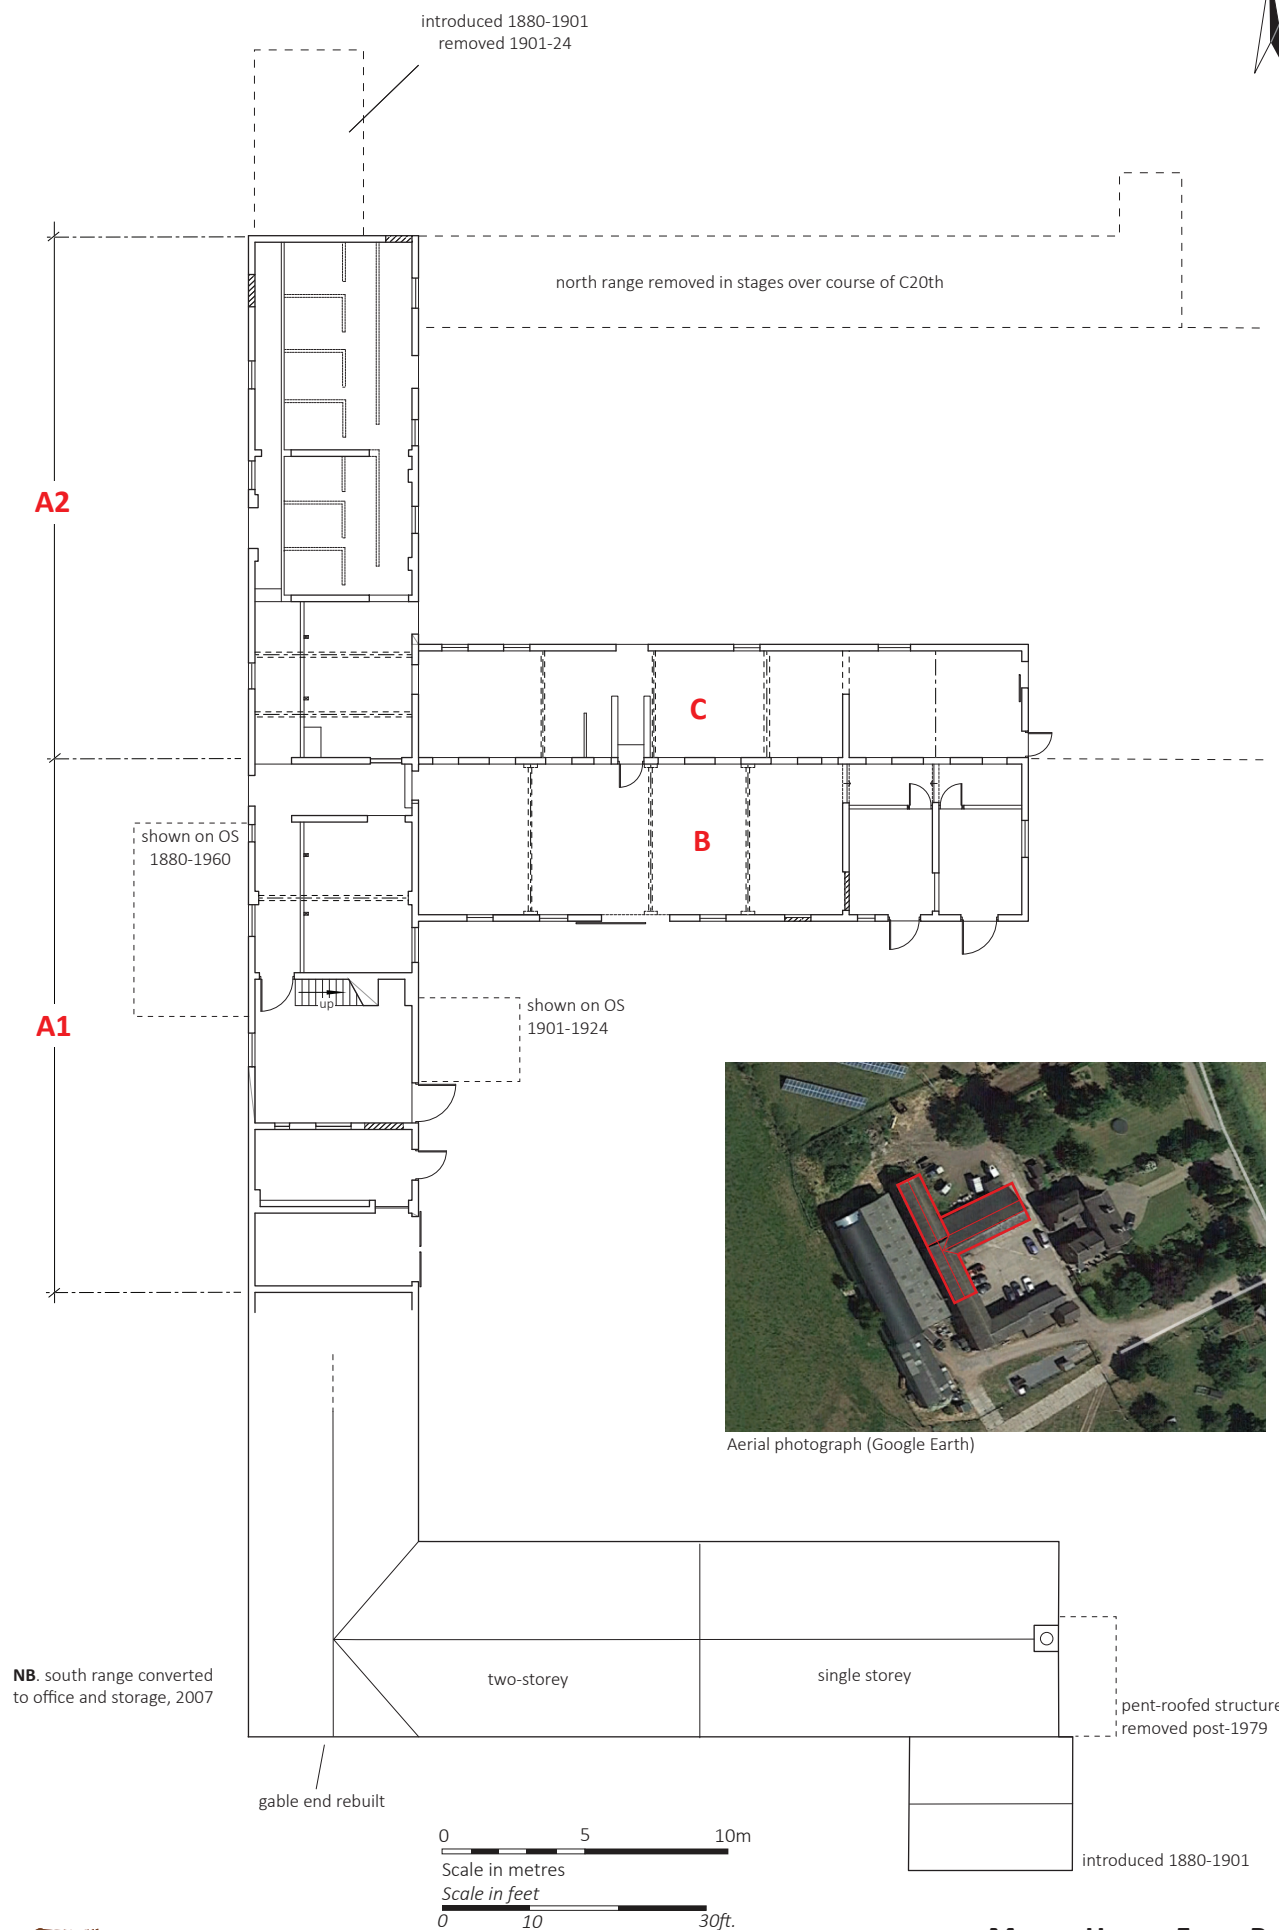 introduced 1880-1901
removed 1901-24
north range removed in stages over course of C20th
A2
C
B
shown on OS
1880-1960
up
shown on OS
1901-1924
A1
Aerial photograph (Google Earth)
NB. south range converted
to office and storage, 2007
two-storey
single storey
pent-roofed structure
removed post-1979
gable end rebuilt
introduced 1880-1901
0 5 10m
Scale in metres
Scale in feet
0 10 30ft.